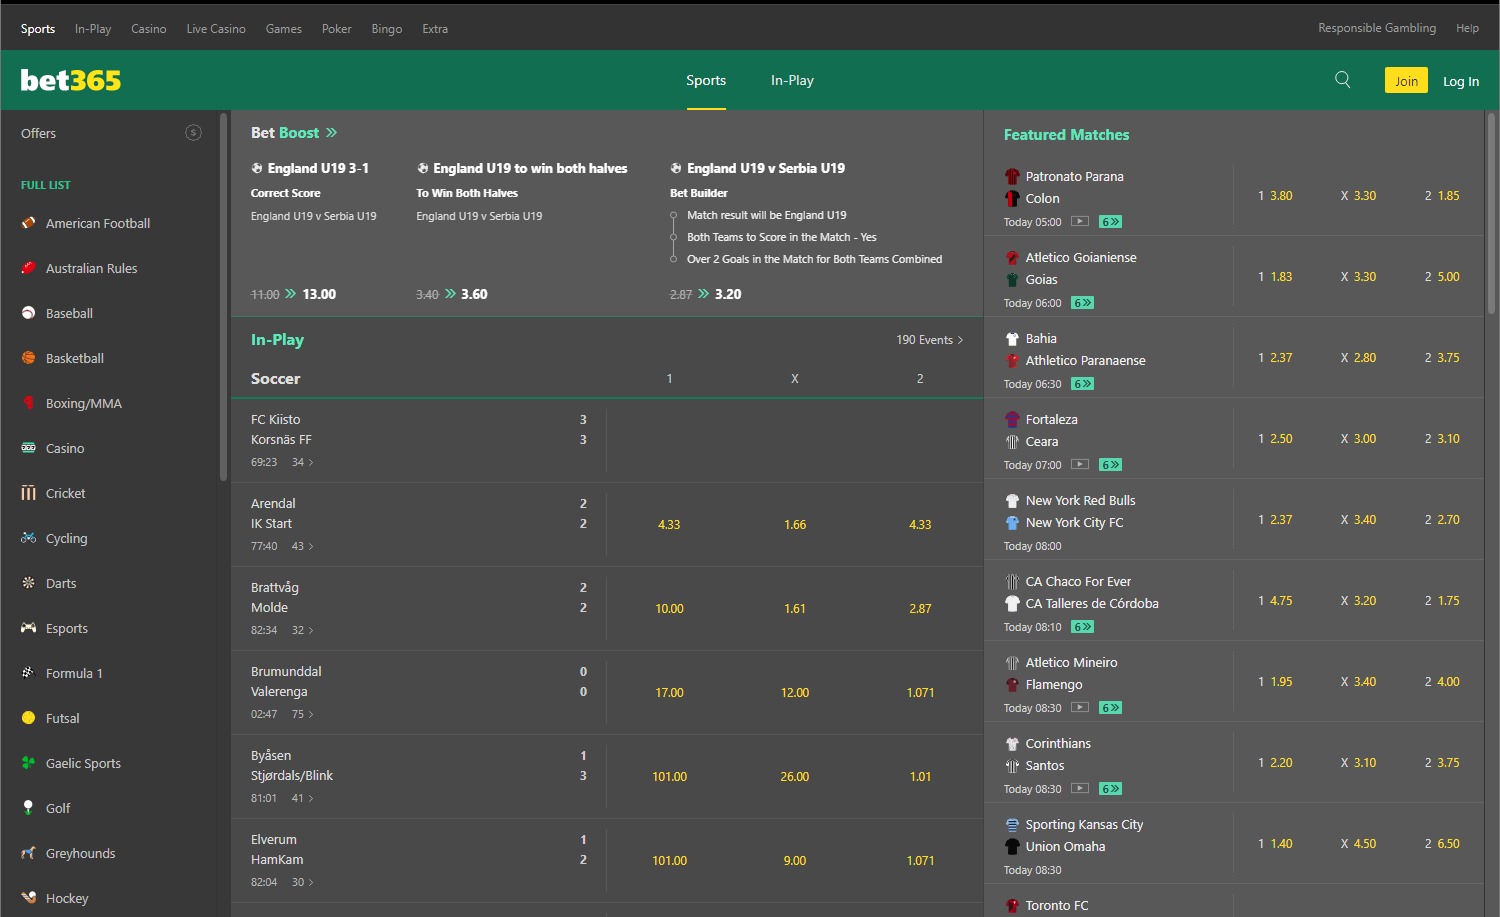 Sports In-Play Casino Live Casino Games Poker Bingo Extra Responsible Gambling Help
bet365 Sports In-Play Join Log In
Offers $
FULL LIST
American Football
Australian Rules
Baseball
Basketball
Boxing/MMA
Casino
Cricket
Cycling
Darts
Esports
Formula 1
Futsal
Gaelic Sports
Golf
Greyhounds
Hockey
Bet Boost
England U19 3-1
Correct Score
England U19 v Serbia U19
11.00 13.00
England U19 to win both halves
To Win Both Halves
England U19 v Serbia U19
3.40 3.60
England U19 v Serbia U19
Bet Builder
Match result will be England U19
Both Teams to Score in the Match - Yes
Over 2 Goals in the Match for Both Teams Combined
2.87 3.20
In-Play 190 Events >
Soccer 1 X 2
FC Kiisto 3
Korsnäs FF 3
69:23 34 >
Arendal 2
IK Start 2
77:40 43 >
4.33 1.66 4.33
Brattvåg 2
Molde 2
82:34 32 >
10.00 1.61 2.87
Brumunddal 0
Valerenga 0
02:47 75 >
17.00 12.00 1.071
Byåsen 1
Stjørdals/Blink 3
81:01 41 >
101.00 26.00 1.01
Elverum 1
HamKam 2
82:04 30 >
101.00 9.00 1.071
Featured Matches
Patronato Parana
Colon
Today 05:00 6
1 3.80 X 3.30 2 1.85
Atletico Goianiense
Goias
Today 06:00 6
1 1.83 X 3.30 2 5.00
Bahia
Athletico Paranaense
Today 06:30 6
1 2.37 X 2.80 2 3.75
Fortaleza
Ceara
Today 07:00 6
1 2.50 X 3.00 2 3.10
New York Red Bulls
New York City FC
Today 08:00
1 2.37 X 3.40 2 2.70
CA Chaco For Ever
CA Talleres de Córdoba
Today 08:10 6
1 4.75 X 3.20 2 1.75
Atletico Mineiro
Flamengo
Today 08:30 6
1 1.95 X 3.40 2 4.00
Corinthians
Santos
Today 08:30 6
1 2.20 X 3.10 2 3.75
Sporting Kansas City
Union Omaha
Today 08:30
1 1.40 X 4.50 2 6.50
Toronto FC